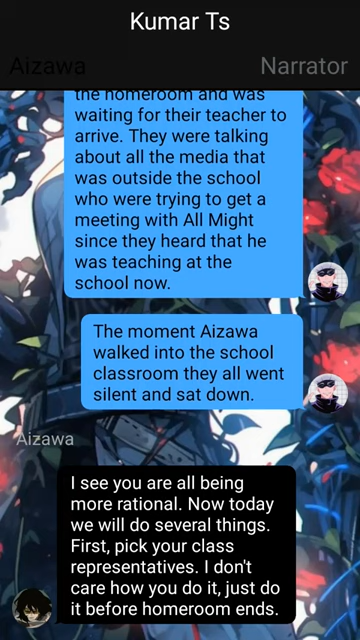 Kumar Ts
Aizawa
Narrator
the homeroom and was
waiting for their teacher to
arrive. They were talking
about all the media that
was outside the school
who were trying to get a
meeting with All Might
since they heard that he
was teaching at the
school now.
The moment Aizawa
walked into the school
classroom they all went
silent and sat down.
Aizawa
I see you are all being
more rational. Now today
we will do several things.
First, pick your class
representatives. I don't
care how you do it, just do
it before homeroom ends.